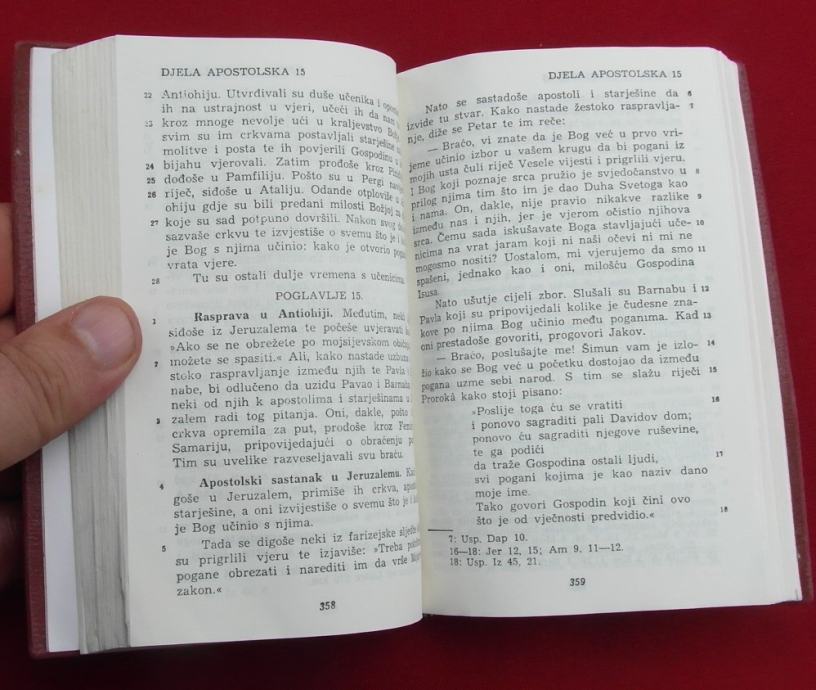 DJELA APOSTOLSKA 15
22 Antiohiju. Utvrđivali su duše učenika i
ih na ustrajnost u vjeri, učeći ih da nam
23 kroz mnoge nevolje ući u kraljevstvo
svim su im crkvama postavljali starješine
molitve i posta te ih povjerili Gospodinu u
24 bijahu vjerovali. Zatim prođoše kroz
25 dođoše u Pamfiliju. Pošto su u Pergi
26 riječ, siđoše u Ataliju. Odande otploviše u
ohiju gdje su bili predani milosti Božjoj za
27 koje su sad potpuno dovršili. Nakon svog
sazvaše crkvu te izvjestiše o svemu što je
je Bog s njima učinio: kako je otvorio
vrata vjere.
28 Tu su ostali dulje vremena s učenicima.
POGLAVLJE 15.
1 Rasprava u Antiohiji. Međutim, neki
siđoše iz Jeruzalema te počeše uvjeravati
»Ako se ne obrežete po mojsijevskom
možete se spasiti.« Ali, kako nastade
2 stoko raspravljanje između njih te Pavla i
nabe, bi odlučeno da uzidu Pavao i Barnaba
neki od njih k apostolima i starješinama u
3 zalem radi tog pitanja. Oni, dakle, pošto
crkva opremila za put, prođoše kroz
Samariju, pripovijedajući o obraćenju
Tim su uvelike razveseljavali svu braću.
4 Apostolski sastanak u Jeruzalemu.
goše u Jeruzalem, primiše ih crkva,
starješine, a oni izvijestiše o svemu što je
je Bog učinio s njima.
5 Tada se digoše neki iz farizejske
su prigrlili vjeru te izjaviše: »Treba
pogane obrezati i narediti im da vrše
zakon.«
358
DJELA APOSTOLSKA 15
Nato se sastadoše apostoli i starješine da 6
izvide tu stvar. Kako nastade žestoko raspravlja- 7
nje, diže se Petar te im reče:
— Braćo, vi znate da je Bog već u prvo vri-
jeme učinio izbor u vašem krugu da bi pogani iz
mojih usta čuli riječ Vesele vijesti i prigrlili vjeru.
I Bog koji poznaje srca pružio je svjedočanstvo u 8
prilog njima tim što im je dao Duha Svetoga kao
i nama. On, dakle, nije pravio nikakve razlike 9
između nas i njih, jer je vjerom očistio njihova
srca. Čemu sada iskušavate Boga stavljajući uče- 10
nicima na vrat jaram koji ni naši očevi ni mi ne
mogosmo nositi? Uostalom, mi vjerujemo da smo 11
spašeni, jednako kao i oni, milošću Gospodina
Isusa.
Nato ušutje cijeli zbor. Slušali su Barnabu i 12
Pavla koji su pripovijedali kolike je čudesne zna-
kove po njima Bog učinio među poganima. Kad 13
oni prestadoše govoriti, progovori Jakov.
— Braćo, poslušajte me! Šimun vam je izlo- 14
žio kako se Bog već u početku dostojao da između
pogana uzme sebi narod. S tim se slažu riječi 15
Prorokâ kako stoji pisano:
»Poslije toga ću se vratiti 16
i ponovo sagraditi pali Davidov dom;
ponovo ću sagraditi njegove ruševine,
te ga podići
da traže Gospodina ostali ljudi, 17
svi pogani kojima je kao naziv dano
moje ime.
Tako govori Gospodin koji čini ovo
što je od vječnosti predvidio.« 18
7: Usp. Dap 10.
16—18: Jer 12, 15; Am 9. 11—12.
18: Usp. Iz 45, 21.
359